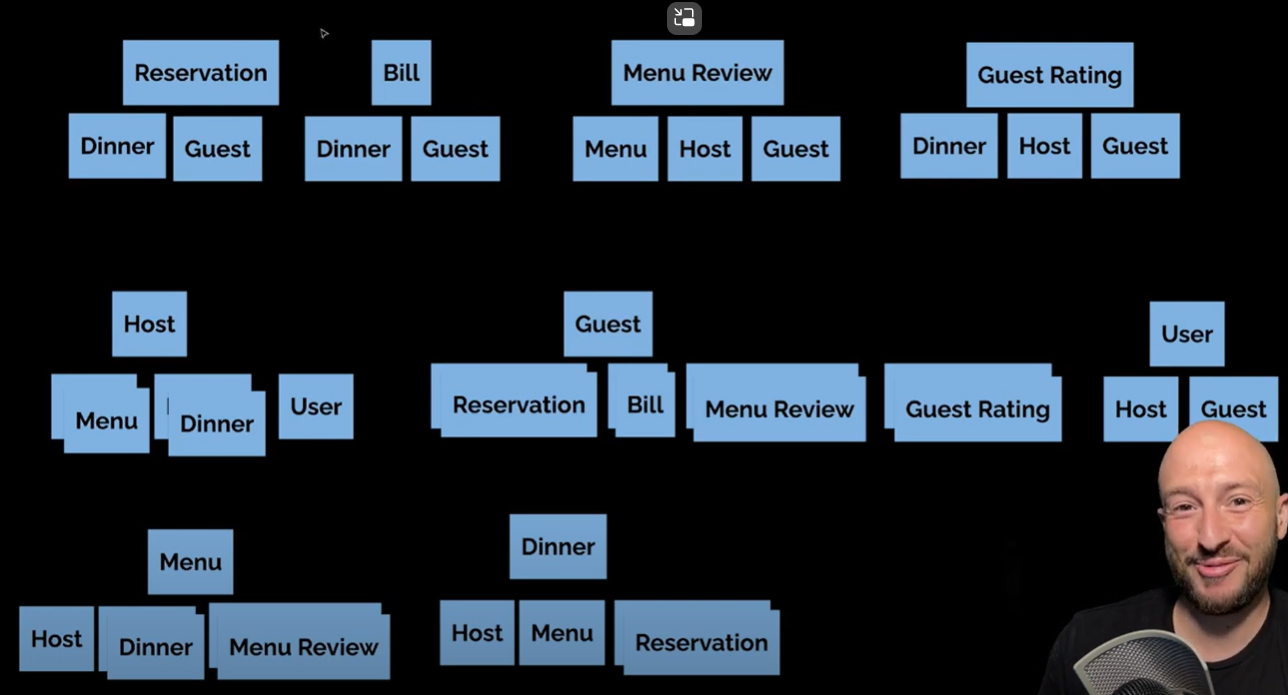 Reservation
Bill
Menu Review
Guest Rating
Dinner Guest
Dinner Guest
Menu Host Guest
Dinner Host Guest
Host
Guest
User
Menu Dinner User
Reservation Bill Menu Review Guest Rating
Host Guest
Menu
Dinner
Host Dinner Menu Review
Host Menu Reservation